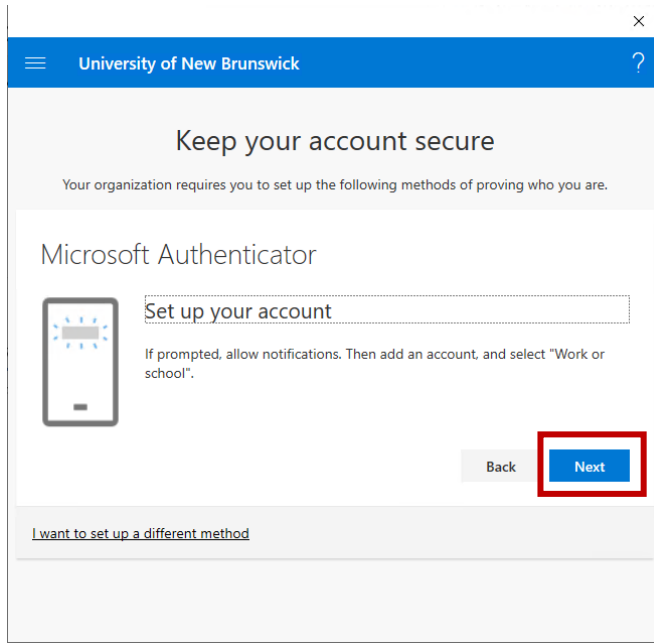 University of New Brunswick
?
Keep your account secure
Your organization requires you to set up the following methods of proving who you are.
Microsoft Authenticator
Set up your account
If prompted, allow notifications. Then add an account, and select "Work or
school".
Back
Next
I want to set up a different method